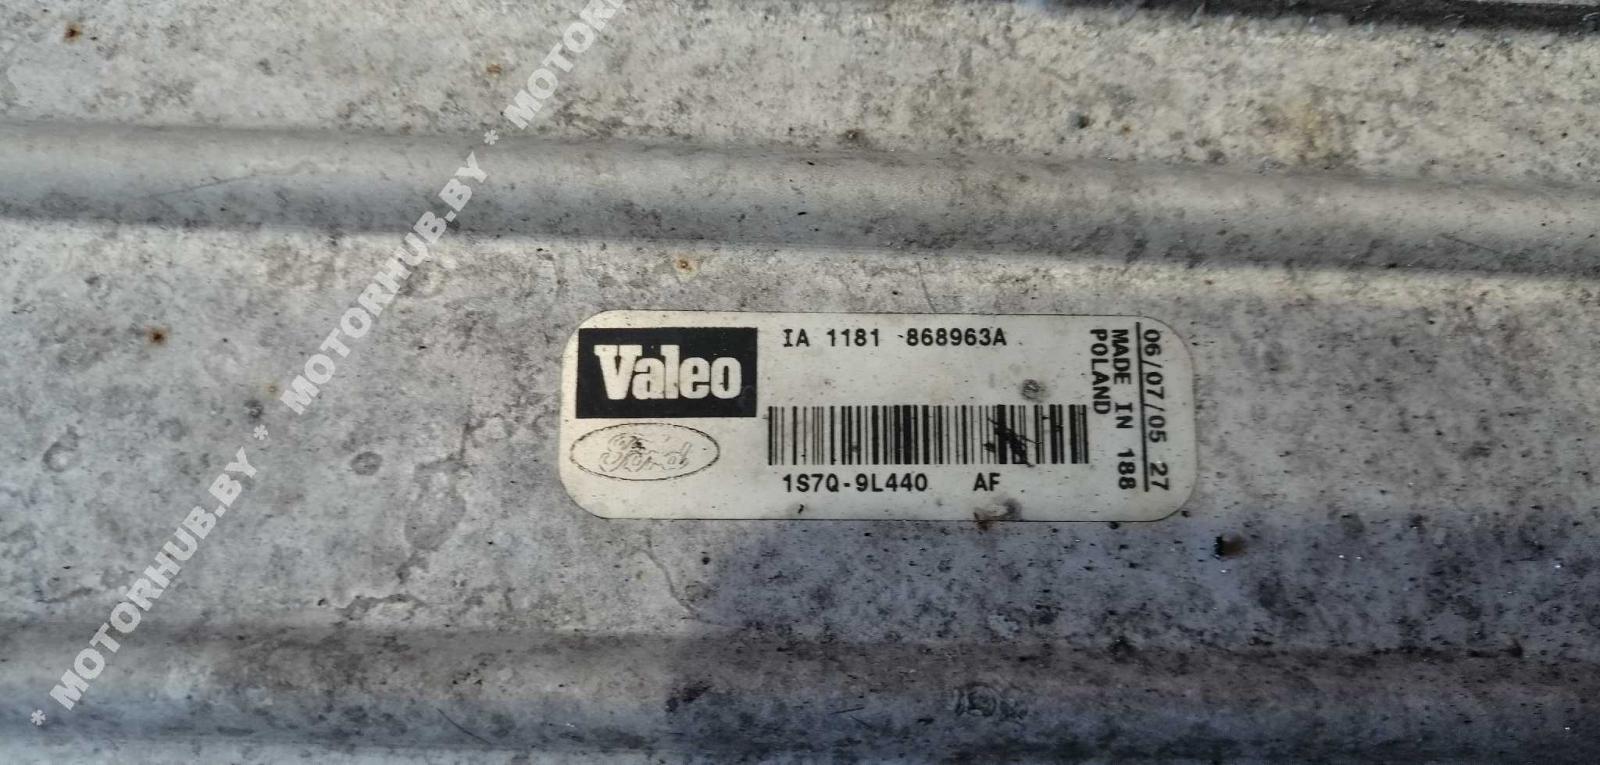 Valeo
IA 1181 868963A
Ford
1S7Q-9L440 AF
06/07/05 27
MADE IN 188
POLAND
* MOTORHUB.BY * MOTORHUB.BY * MOTORHUB